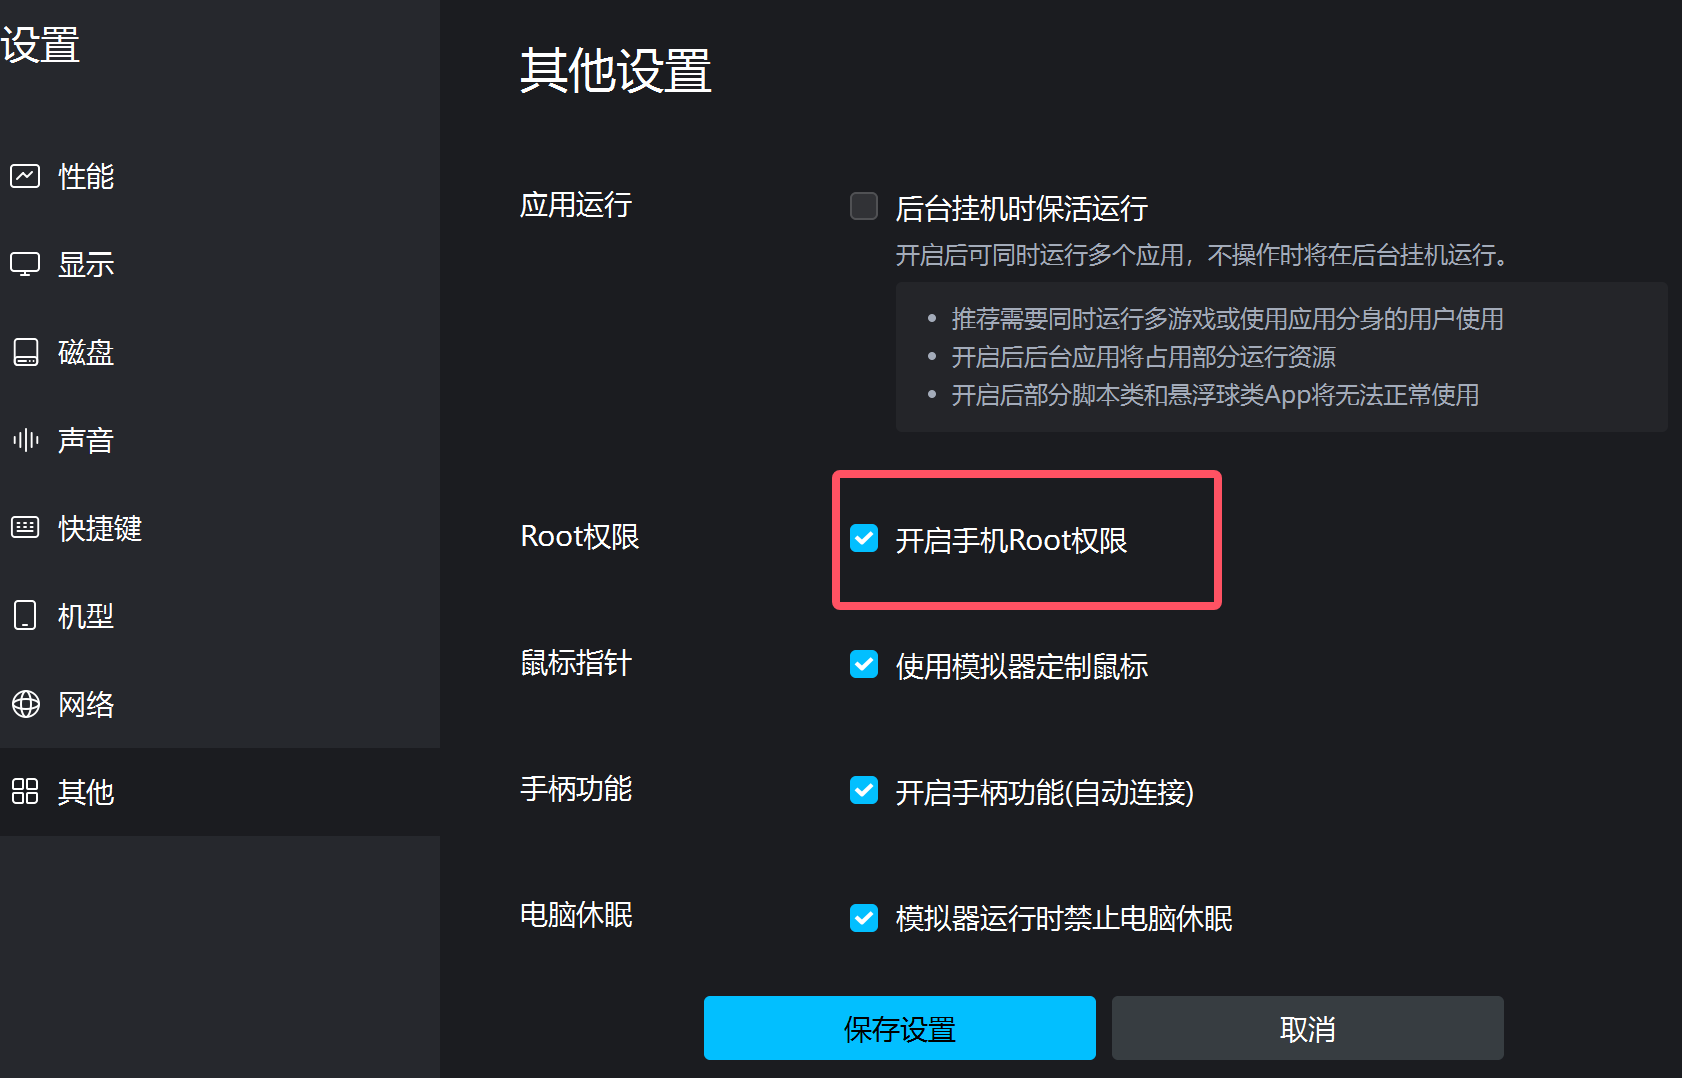 设置
性能
显示
磁盘
声音
快捷键
机型
网络
其他
其他设置
应用运行
后台挂机时保活运行
开启后可同时运行多个应用，不操作时将在后台挂机运行。
• 推荐需要同时运行多游戏或使用应用分身的用户使用
• 开启后后台应用将占用部分运行资源
• 开启后部分脚本类和悬浮球类App将无法正常使用
Root权限
开启手机Root权限
鼠标指针
使用模拟器定制鼠标
手柄功能
开启手柄功能(自动连接)
电脑休眠
模拟器运行时禁止电脑休眠
保存设置
取消